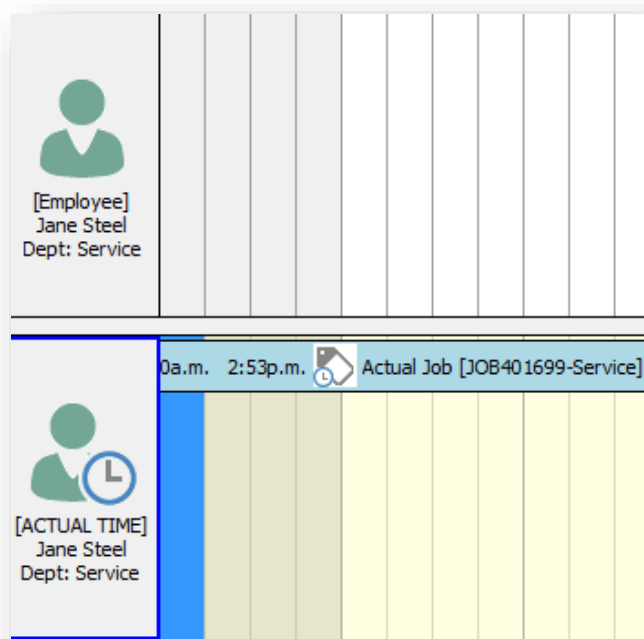 [Employee]
Jane Steel
Dept: Service
0a.m. 2:53p.m. Actual Job [JOB401699-Service]
[ACTUAL TIME]
Jane Steel
Dept: Service